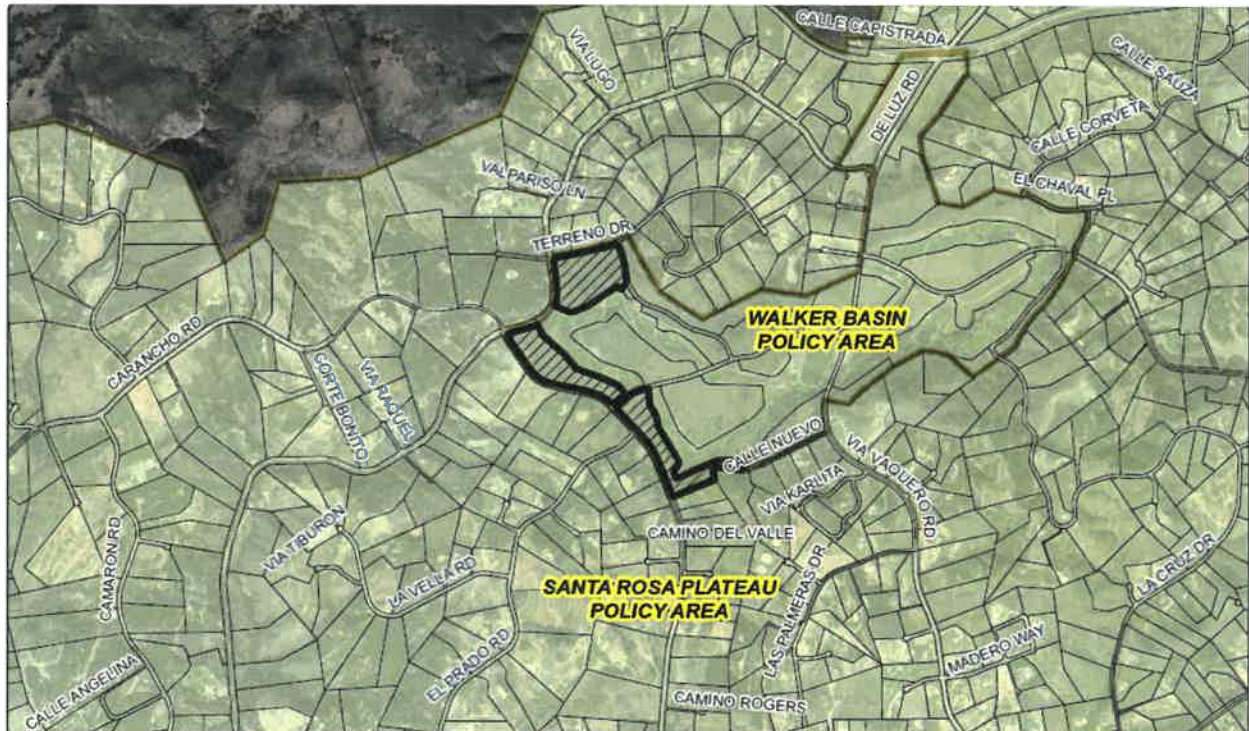 CALLE CAPISTRADA
VIA LUGO
DE LUZ RD
CALLE SAUZA
CALLE CORVETA
VALPARISO LN
EL CHAVAL PL
TERRENO DR
WALKER BASIN
POLICY AREA
CARANCHO RD
VIA RAQUEL
CORTE BONITO
CALLE NUEVO
VIA VAQUERO RD
VIA KARLITA
CAMINO DEL VALLE
CAMARON RD
VIA TIBURON
LA VELLA RD
SANTA ROSA PLATEAU
POLICY AREA
LAS PALMERAS DR
LA CRUZ DR
EL PRADO RD
MADERO WAY
CALLE ANGELINA
CAMINO ROGERS